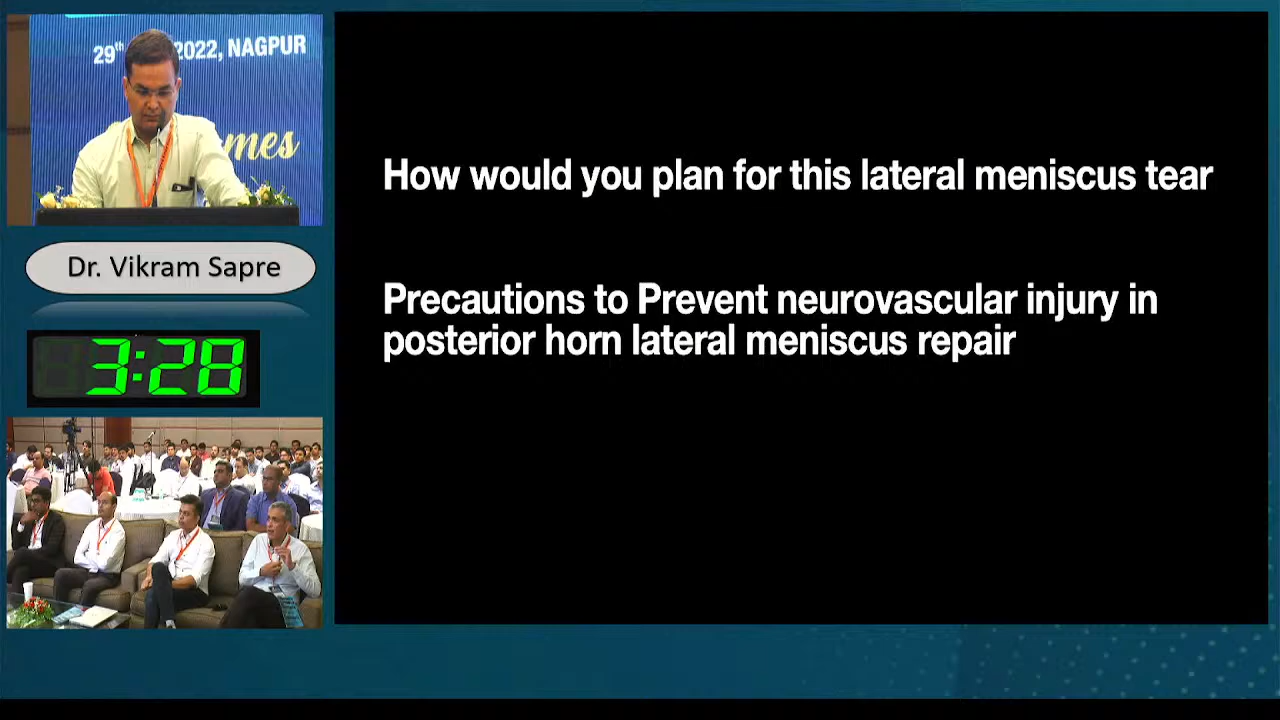 29th 2022, NAGPUR
mes
Dr. Vikram Sapre
3:28
How would you plan for this lateral meniscus tear
Precautions to Prevent neurovascular injury in
posterior horn lateral meniscus repair